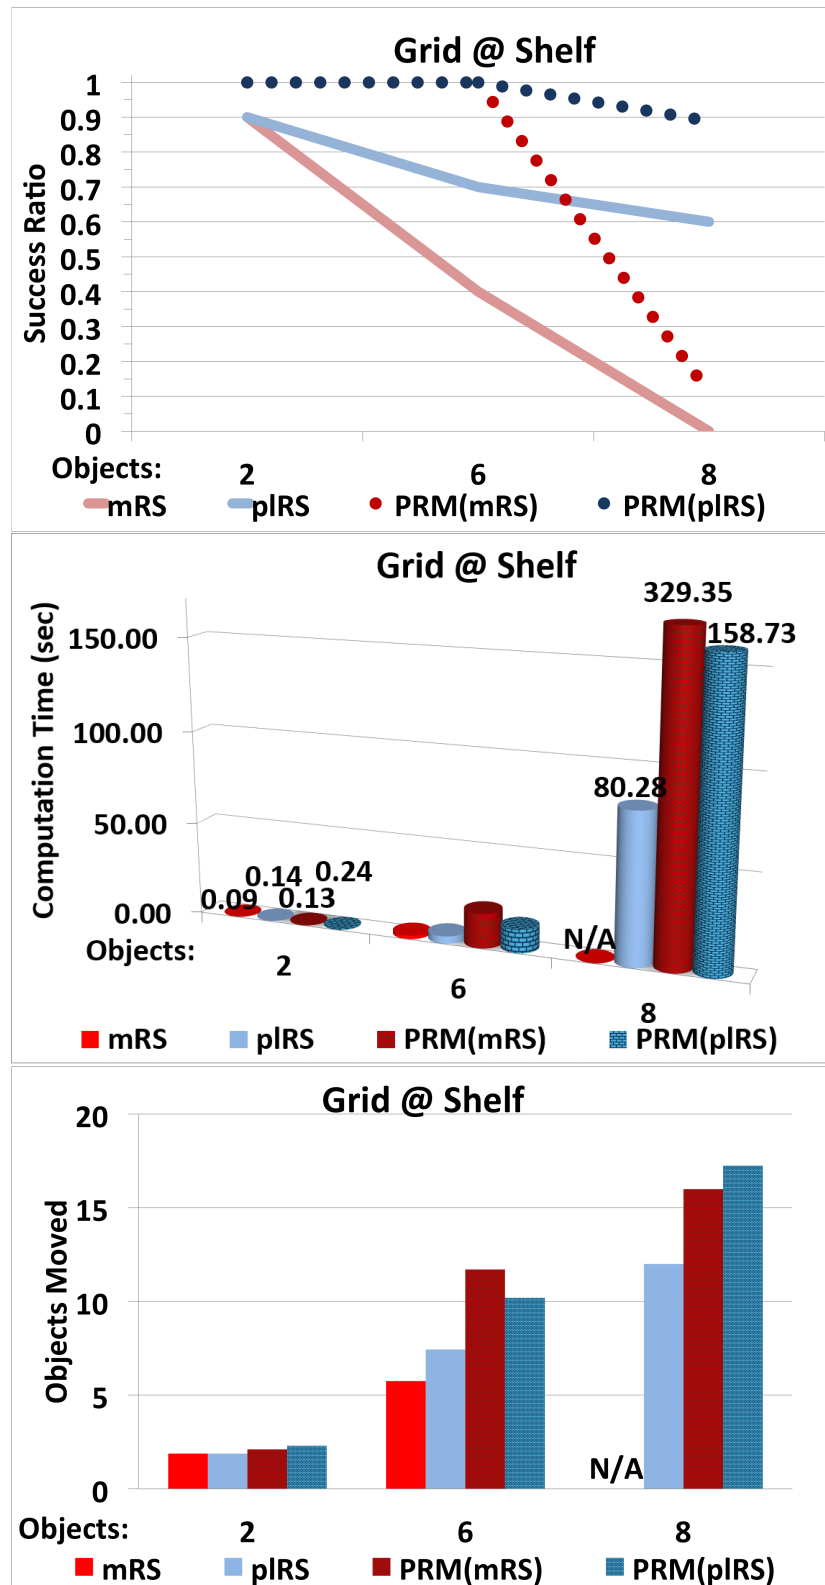 Grid @ Shelf
1
0.9
0.8
0.7
0.6
0.5
0.4
0.3
0.2
0.1
0
Success Ratio
Objects:
2 6 8
mRS plRS PRM(mRS) PRM(plRS)
Grid @ Shelf
329.35
158.73
150.00
100.00
80.28
50.00
0.00
Computation Time (sec)
0.09 0.14 0.13 0.24
N/A
Objects:
2 6 8
mRS plRS PRM(mRS) PRM(plRS)
Grid @ Shelf
20
15
10
5
0
Objects Moved
N/A
Objects:
2 6 8
mRS plRS PRM(mRS) PRM(plRS)